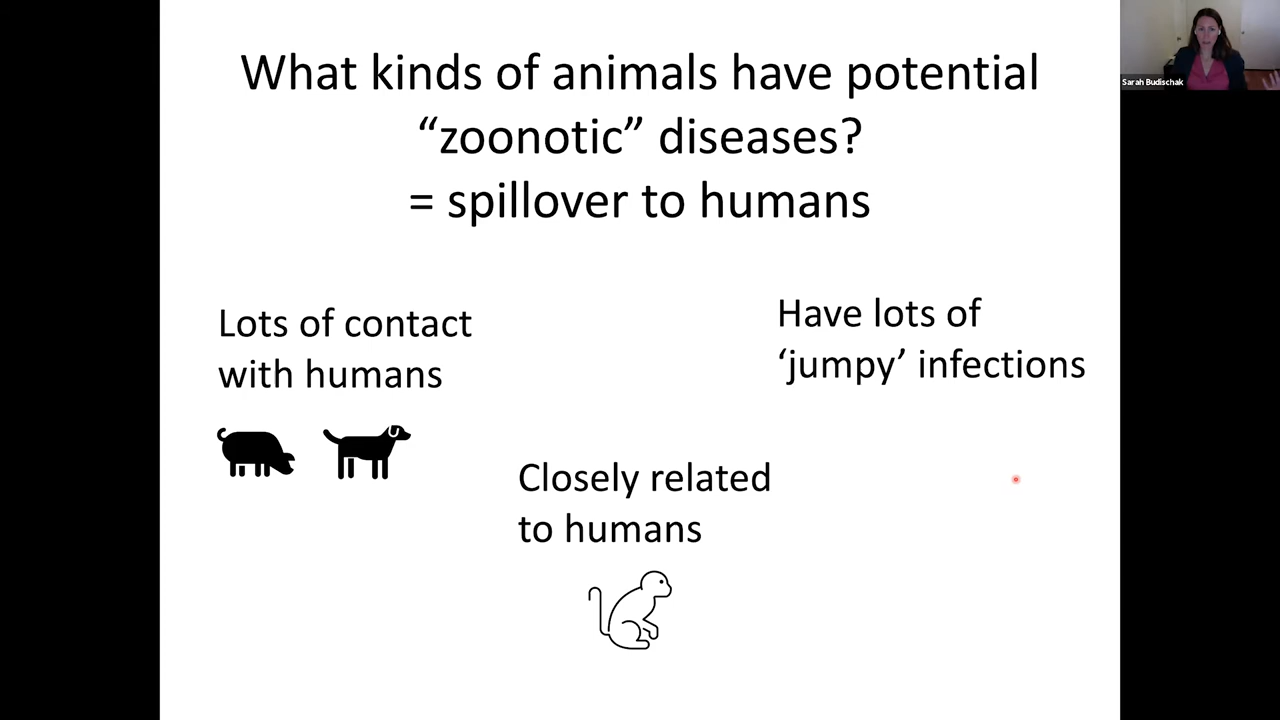 What kinds of animals have potential
“zoonotic” diseases?
= spillover to humans
Sarah Budischak
Lots of contact
with humans
Have lots of
‘jumpy’ infections
Closely related
to humans